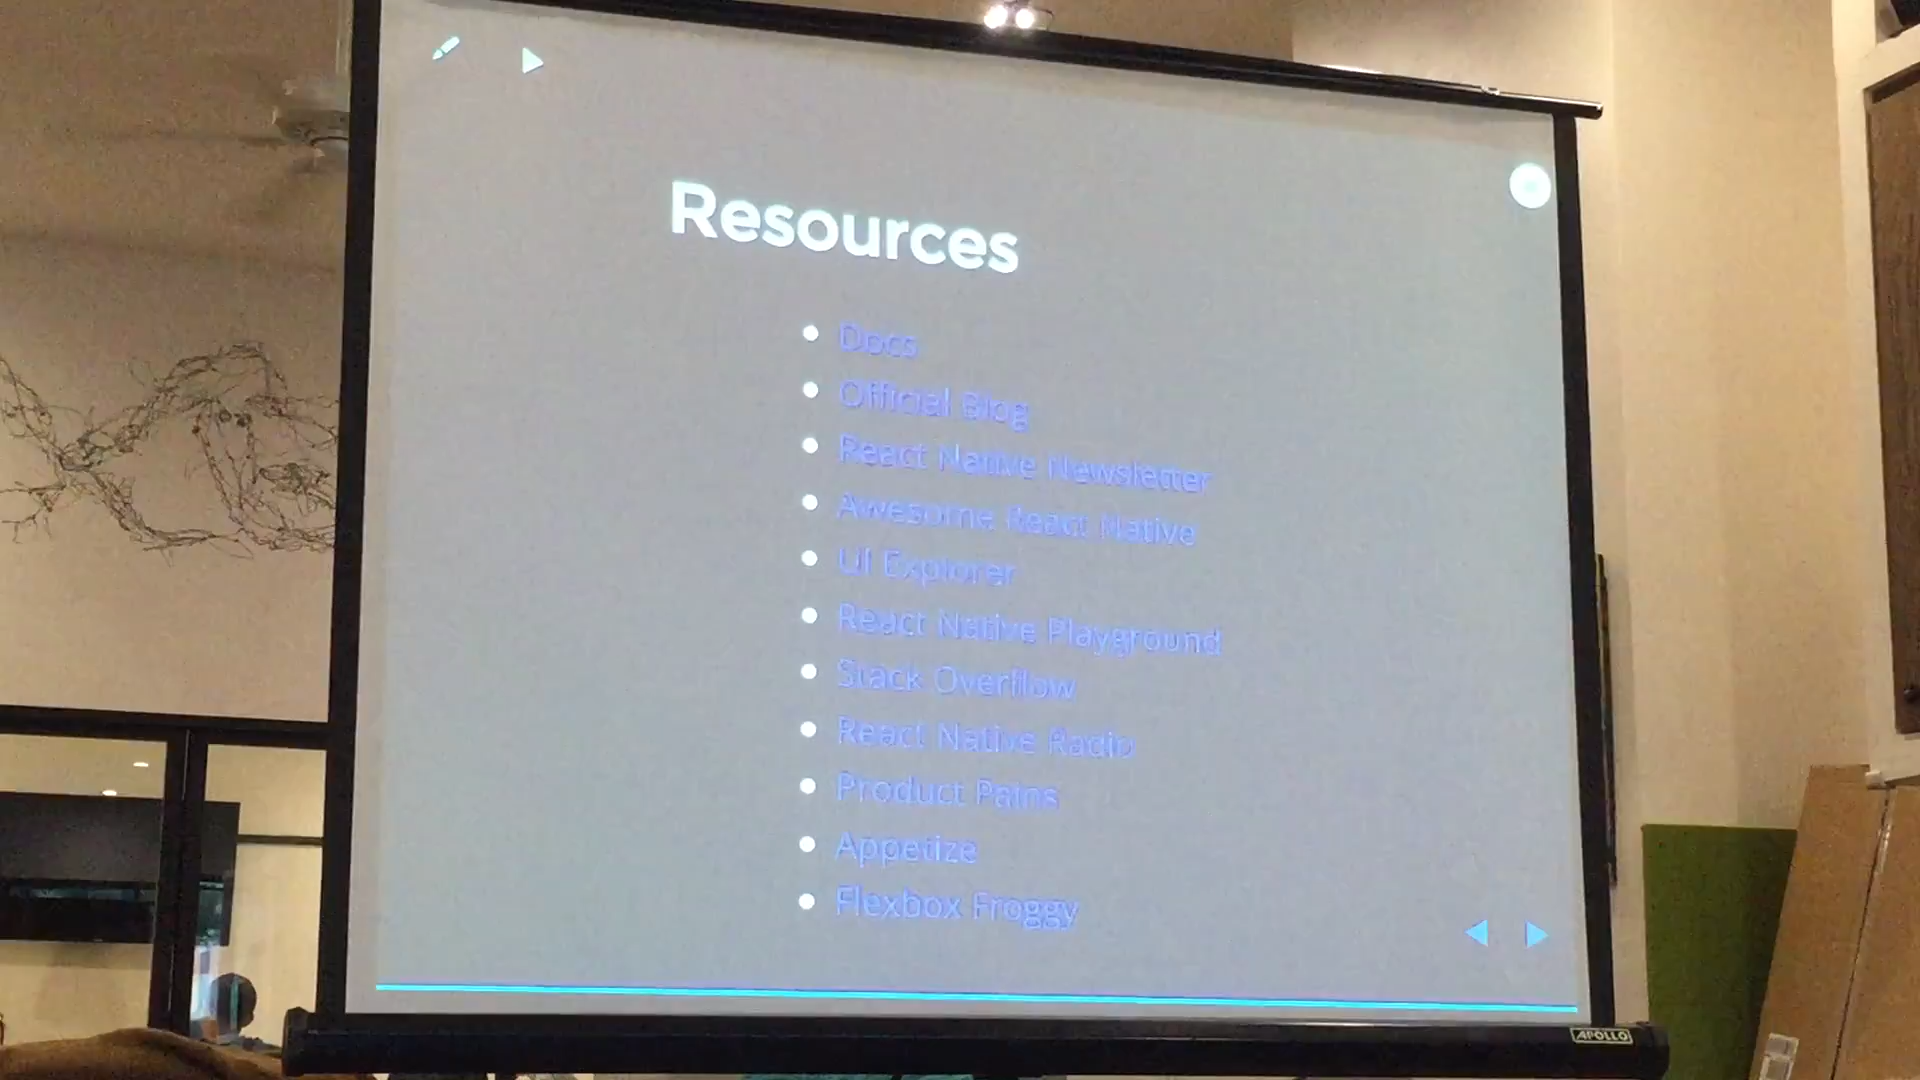 Resources
Docs
Official Blog
React Native Newsletter
Awesome React Native
UI Explorer
React Native Playground
Stack Overflow
React Native Radio
Product Pains
Appetize
Flexbox Froggy
APOLLO